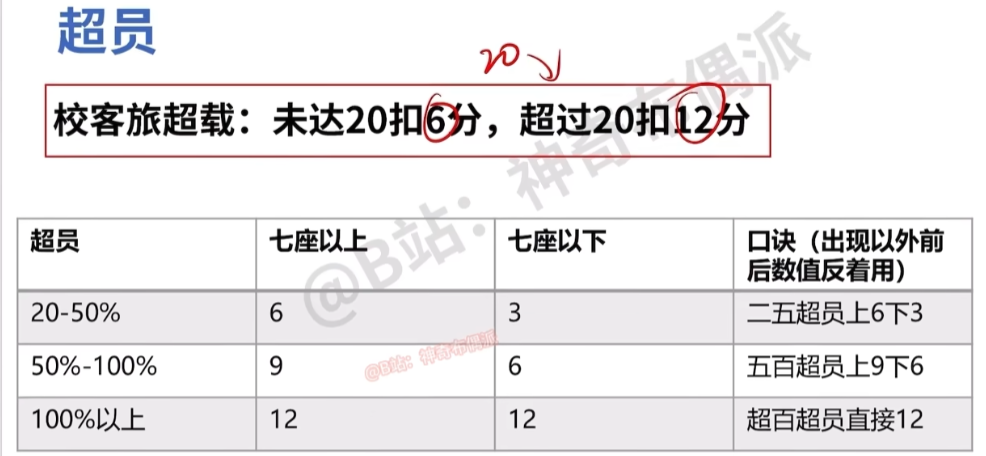 超员
20
校客旅超载：未达20扣6分，超过20扣12分
@B站：神奇布偶派
超员 七座以上 七座以下 口诀（出现以外前
后数值反着用）
20-50% 6 3 二五超员上6下3
50%-100% 9 6 五百超员上9下6
@B站：神奇布偶派
100%以上 12 12 超百超员直接12